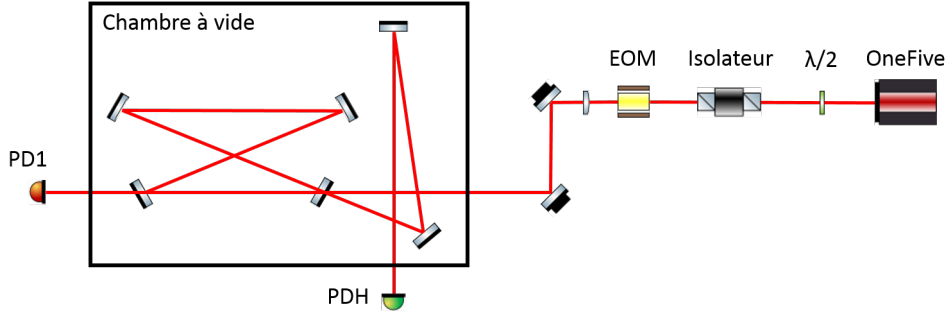 Chambre à vide
EOM
Isolateur
λ/2
OneFive
PD1
PDH